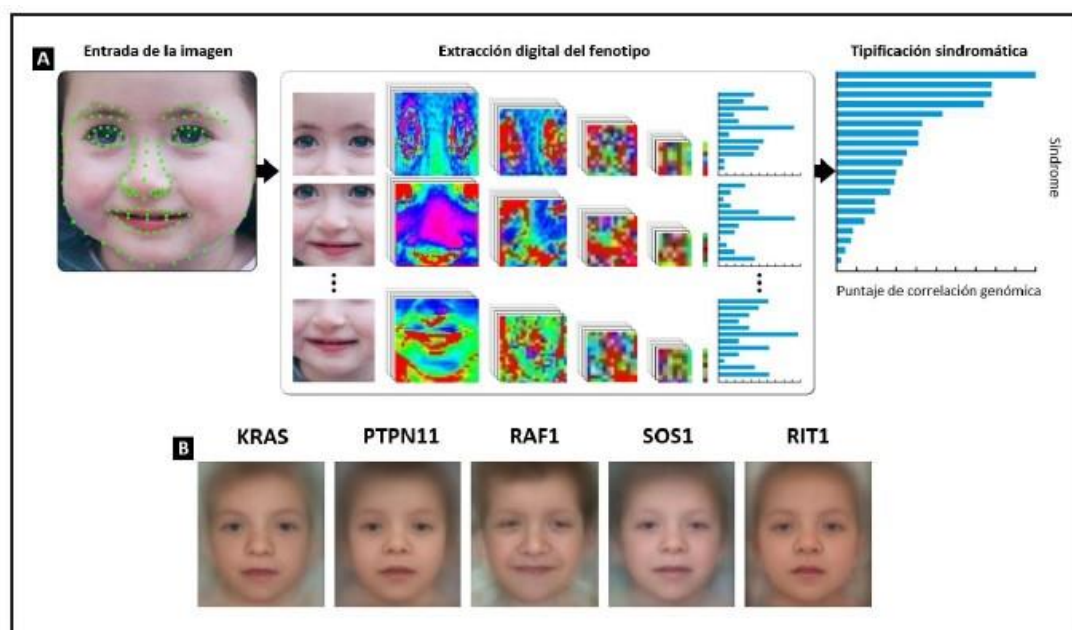 A
Entrada de la imagen
Extracción digital del fenotipo
Tipificación sindromática
Síndrome
Puntaje de correlación genómica
B
KRAS
PTPN11
RAF1
SOS1
RIT1